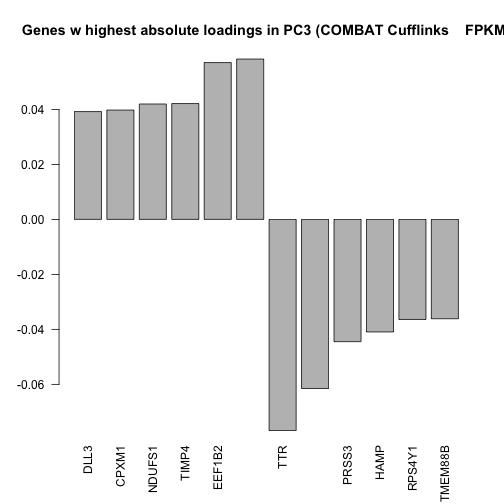 Genes w highest absolute loadings in PC3 (COMBAT Cufflinks FPKM
0.04
0.02
0.00
-0.02
-0.04
-0.06
DLL3
CPXM1
NDUFS1
TIMP4
EEF1B2
TTR
PRSS3
HAMP
RPS4Y1
TMEM88B